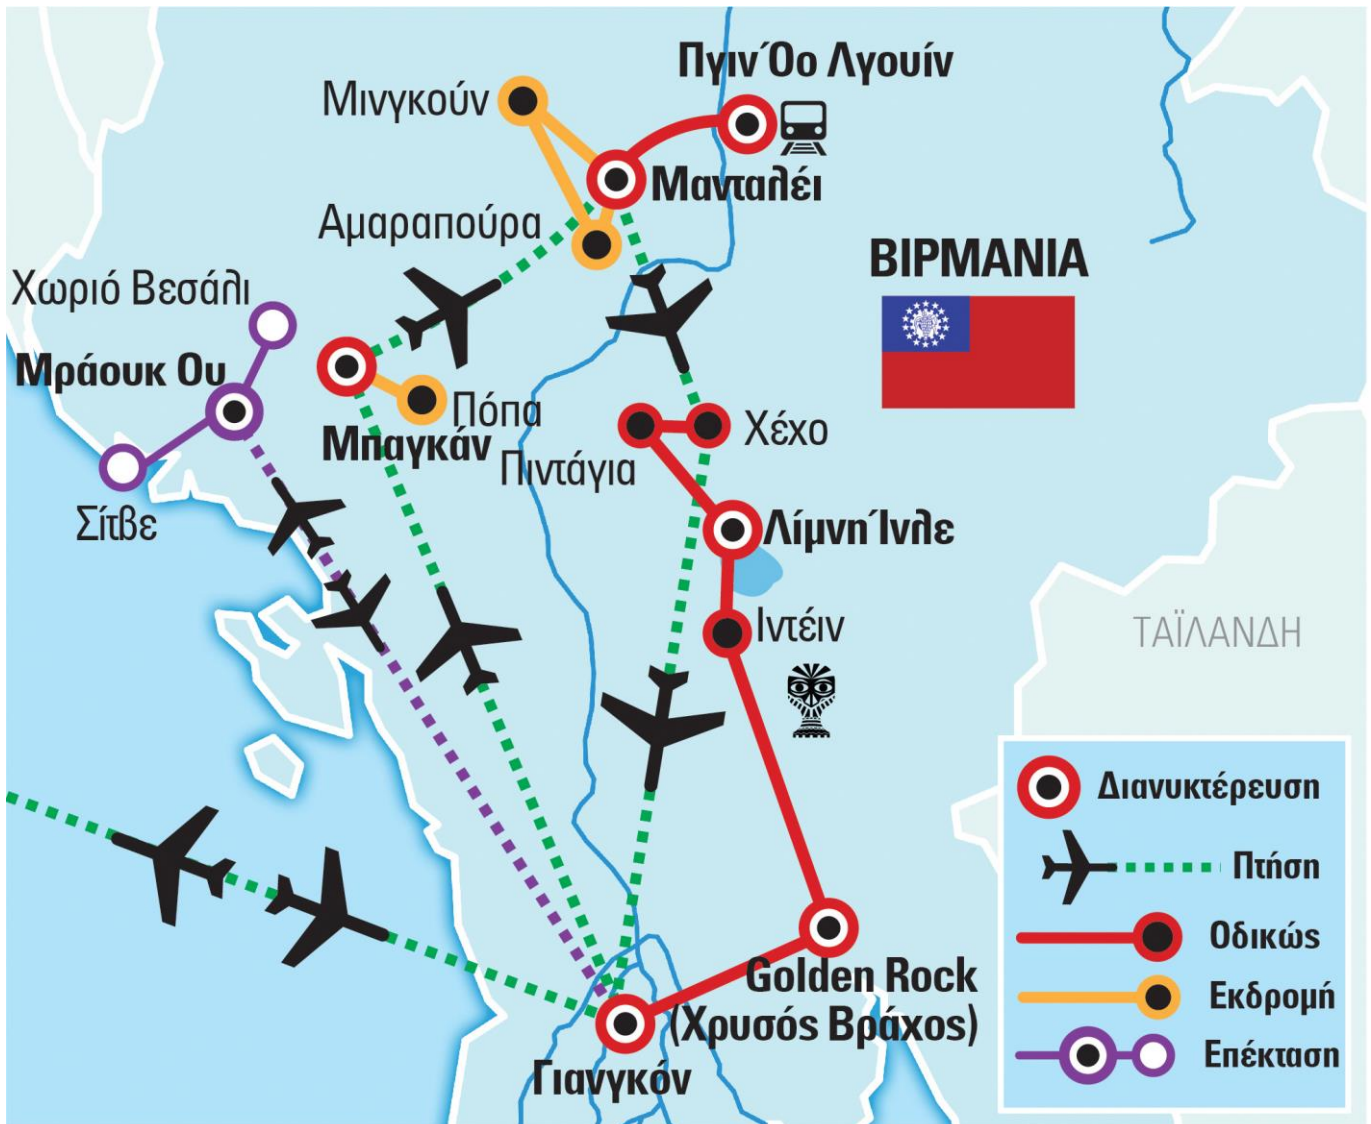 Πγιν Όο Λγουίν
Μινγκούν
Μανταλέι
Αμαραπούρα
ΒΙΡΜΑΝΙΑ
Χωριό Βεσάλι
Μράουκ Ου
Πόπα
Μπαγκάν
Χέχο
Πιντάγια
Σίτβε
Λίμνη Ίνλε
Ιντέιν
ΤΑΪΛΑΝΔΗ
Διανυκτέρευση
Πτήση
Οδικώς
Εκδρομή
Επέκταση
Golden Rock
(Χρυσός Βράχος)
Γιανγκόν